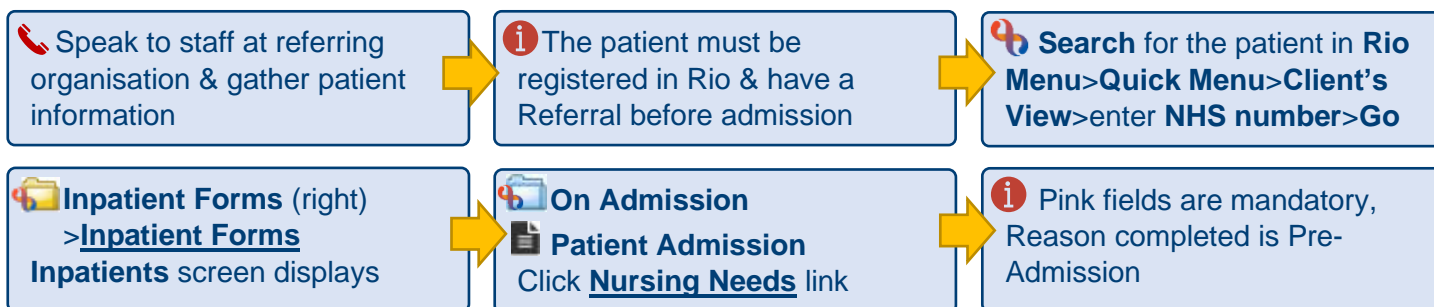 Speak to staff at referring
organisation & gather patient
information
The patient must be
registered in Rio & have a
Referral before admission
Search for the patient in Rio
Menu>Quick Menu>Client's
View>enter NHS number>Go
Inpatient Forms (right)
>Inpatient Forms
Inpatients screen displays
On Admission
Patient Admission
Click Nursing Needs link
Pink fields are mandatory,
Reason completed is Pre-
Admission